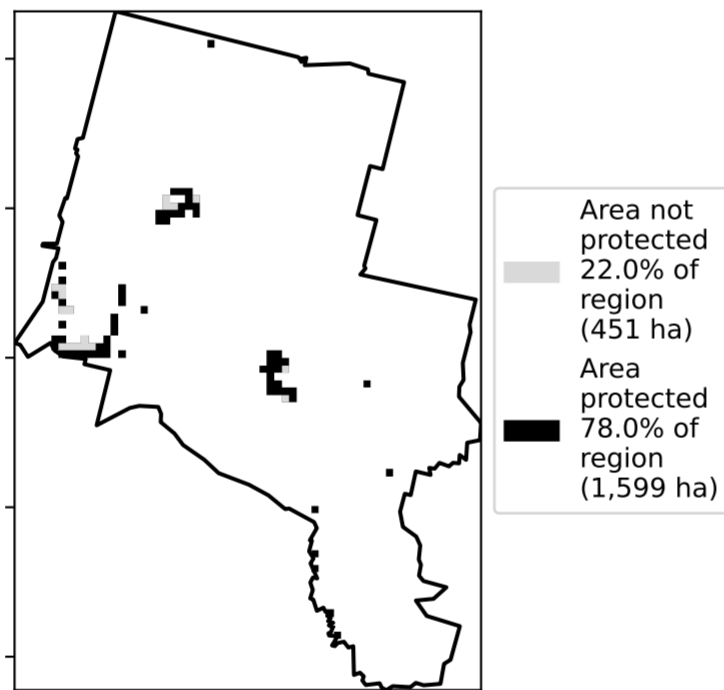 Area not
protected
22.0% of
region
(451 ha)
Area
protected
78.0% of
region
(1,599 ha)